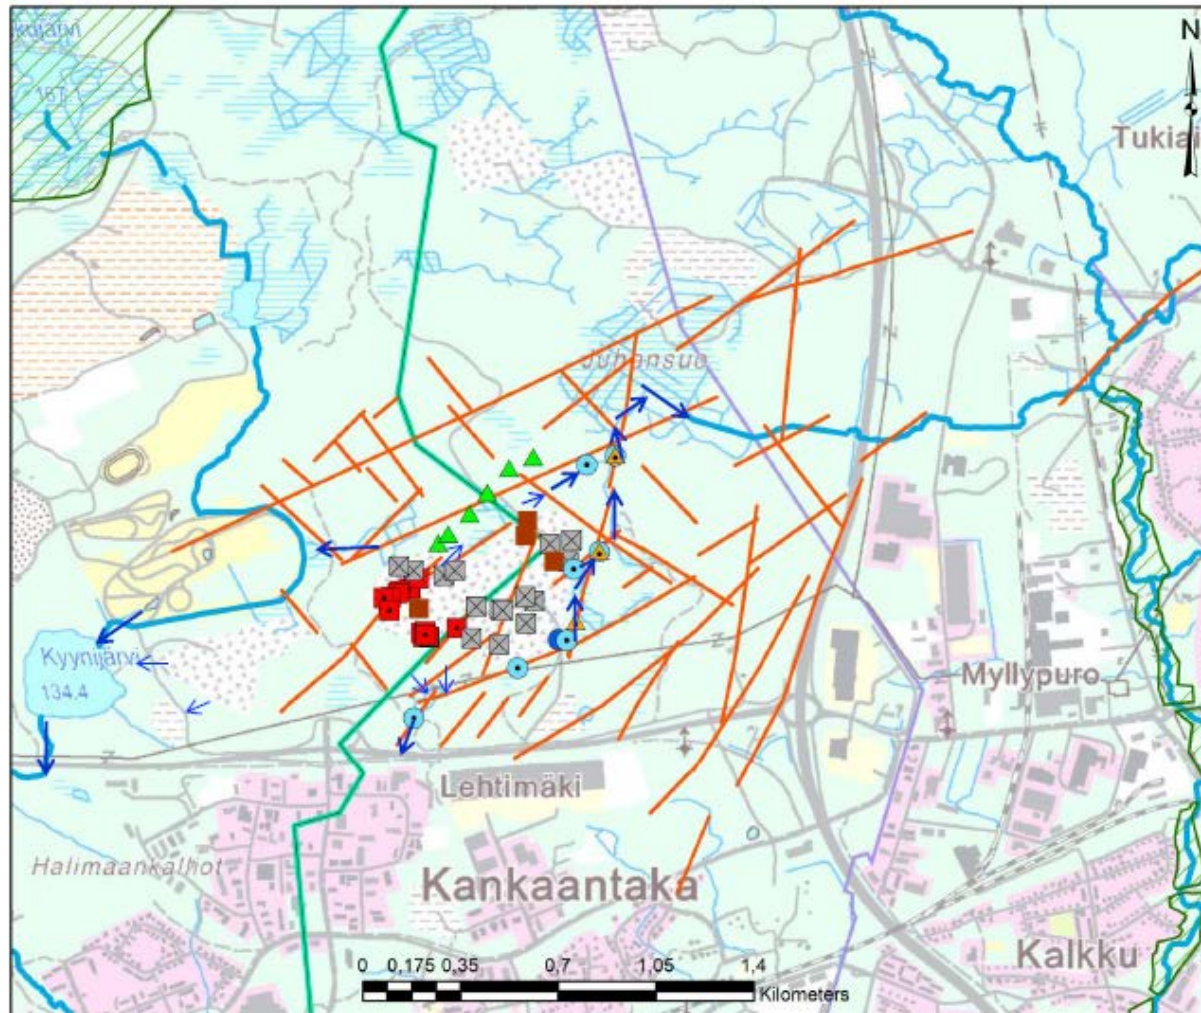 N
Tukiai
Juhansuo
Kyynijärvi
134.4
Myllypuro
Lehtimäki
Halimaankalhot
Kankaantaka
Kalkku
0 0,175 0,35 0,7 1,05 1,4
Kilometers